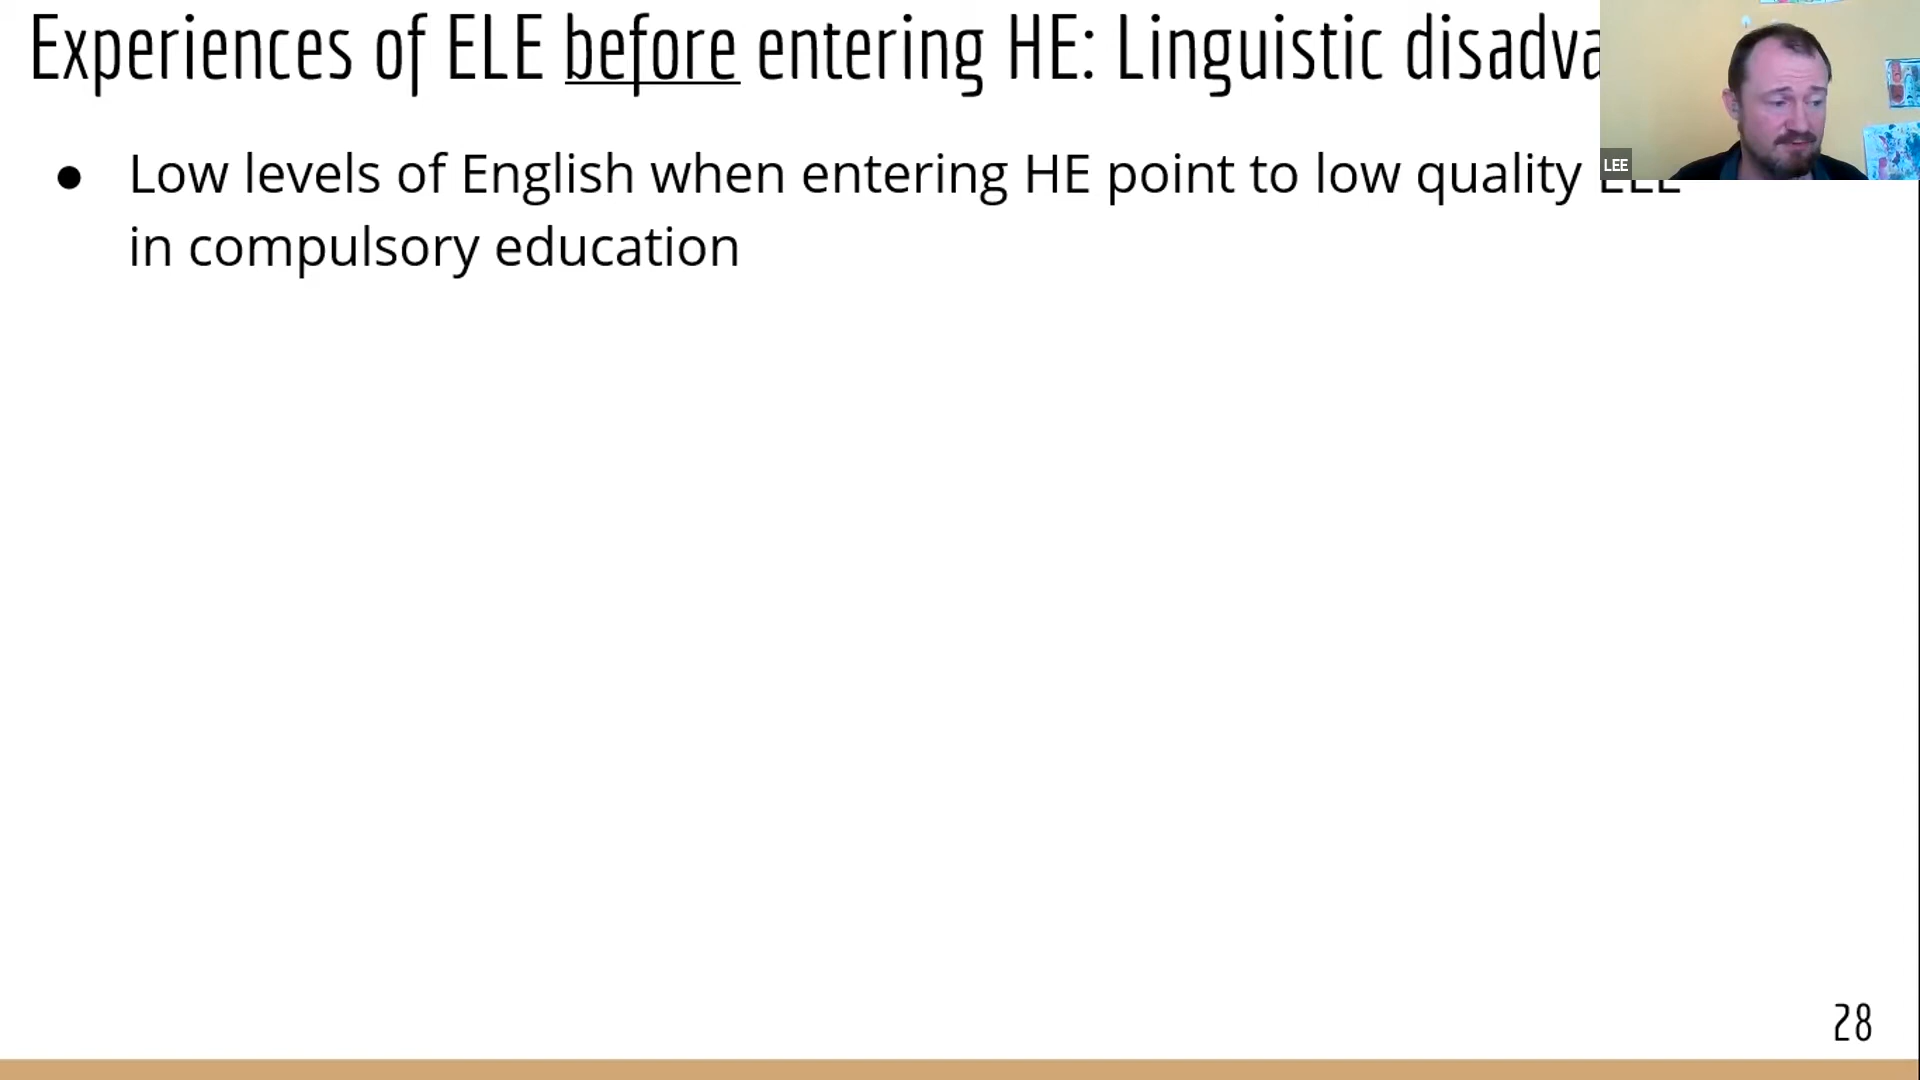 Experiences of ELE before entering HE: Linguistic disadva
Low levels of English when entering HE point to low quality ELE
in compulsory education
LEE
28